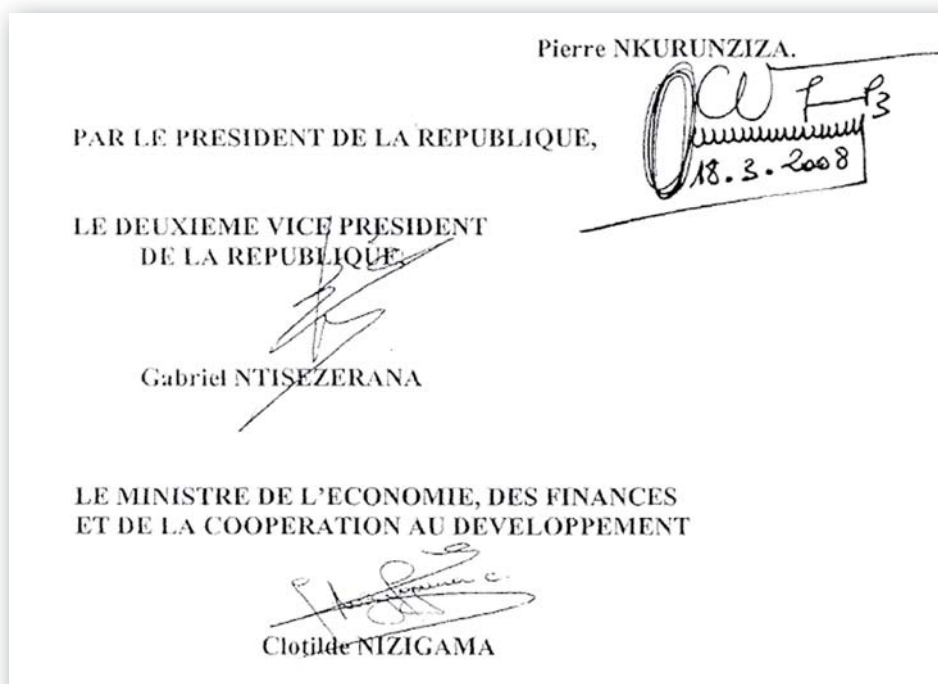 Pierre NKURUNZIZA.
18.3.2008
PAR LE PRESIDENT DE LA REPUBLIQUE,
LE DEUXIEME VICE PRESIDENT
DE LA REPUBLIQUE,
Gabriel NTISEZERANA
LE MINISTRE DE L'ECONOMIE, DES FINANCES
ET DE LA COOPERATION AU DEVELOPPEMENT
Clotilde NIZIGAMA